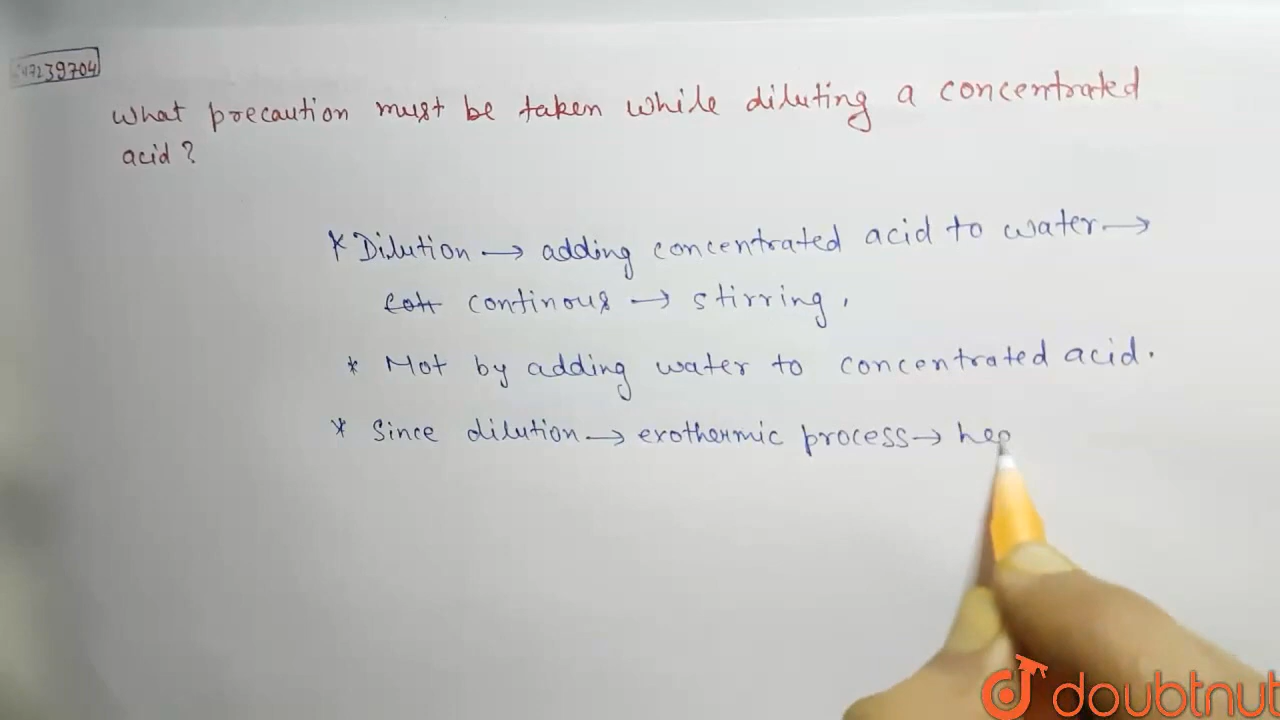 39704
What precaution must be taken while diluting a concentrated
acid ?
* Dilution → adding concentrated acid to water →
continous → stirring.
* Not by adding water to concentrated acid.
* Since dilution → exothermic process → hea
doubtnut